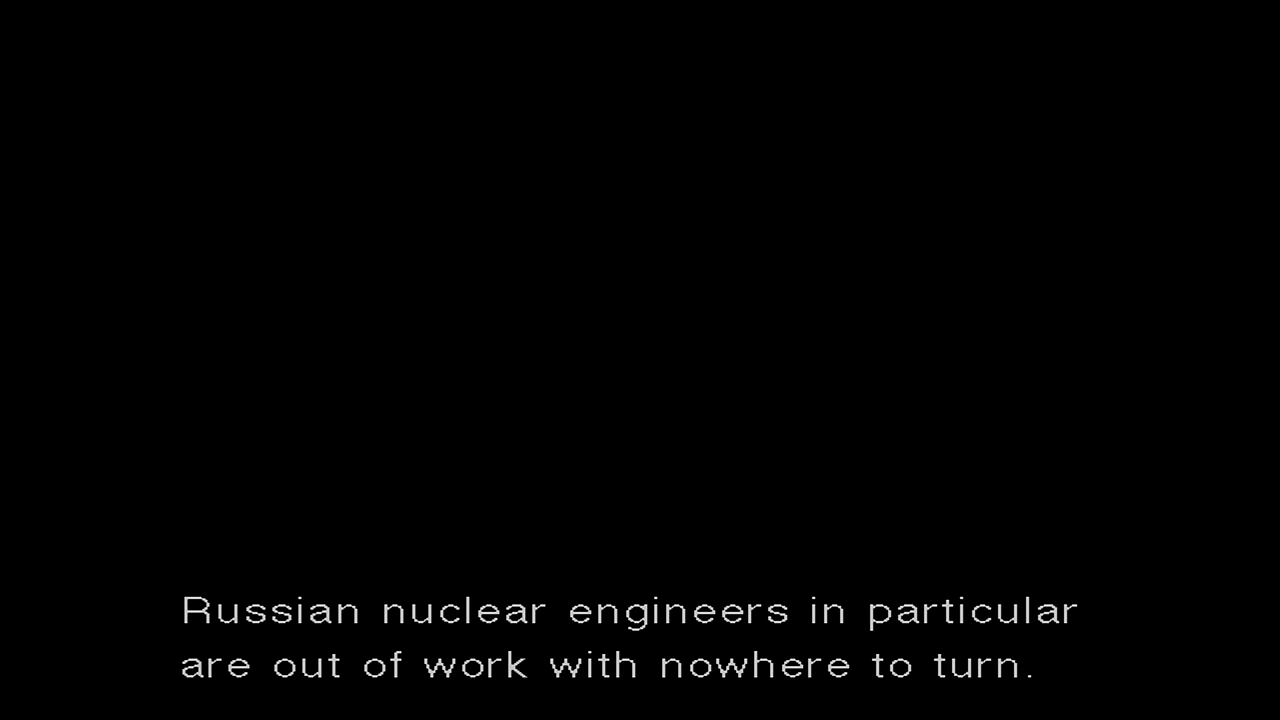 Russian nuclear engineers in particular
are out of work with nowhere to turn.